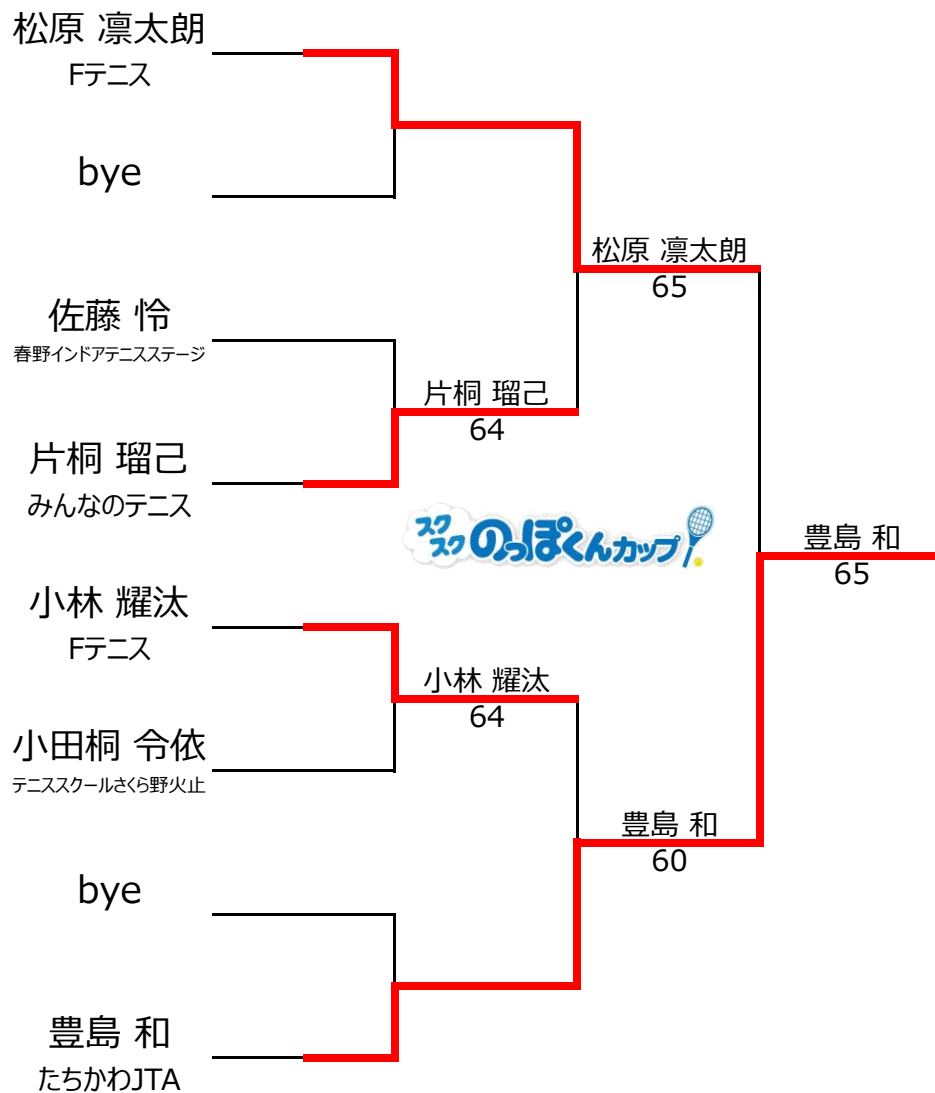 松原 凛太朗
Fテニス
bye
松原 凛太朗
65
佐藤 怜
春野インドアテニスステージ
片桐 瑠己
64
片桐 瑠己
みんなのテニス
スクスク のっぽくんカップ
豊島 和
65
小林 耀汰
Fテニス
小林 耀汰
64
小田桐 令依
テニススクールさくら野火止
豊島 和
60
bye
豊島 和
たちかわJTA